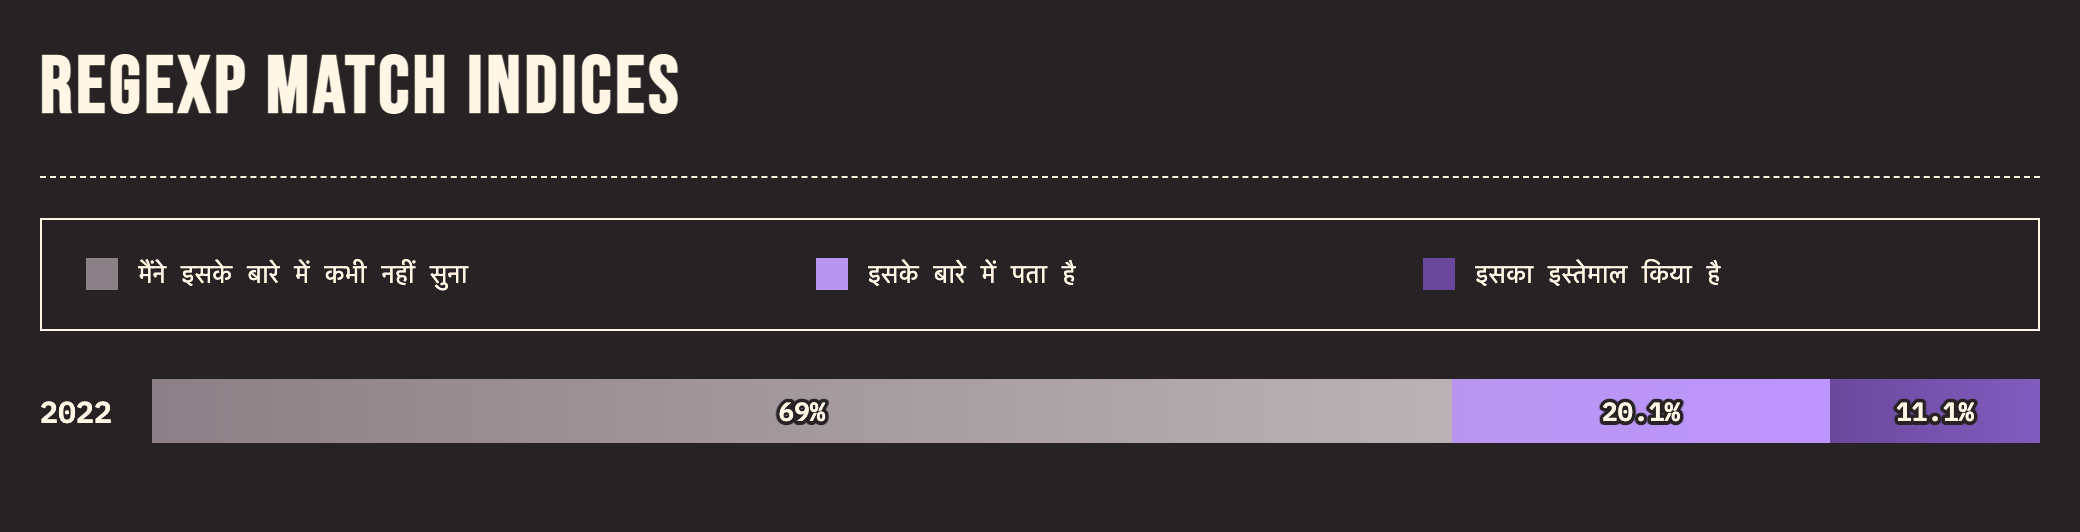 REGEXP MATCH INDICES
मैंने इसके बारे में कभी नहीं सुना इसके बारे में पता है इसका इस्तेमाल किया है
2022 69% 20.1% 11.1%